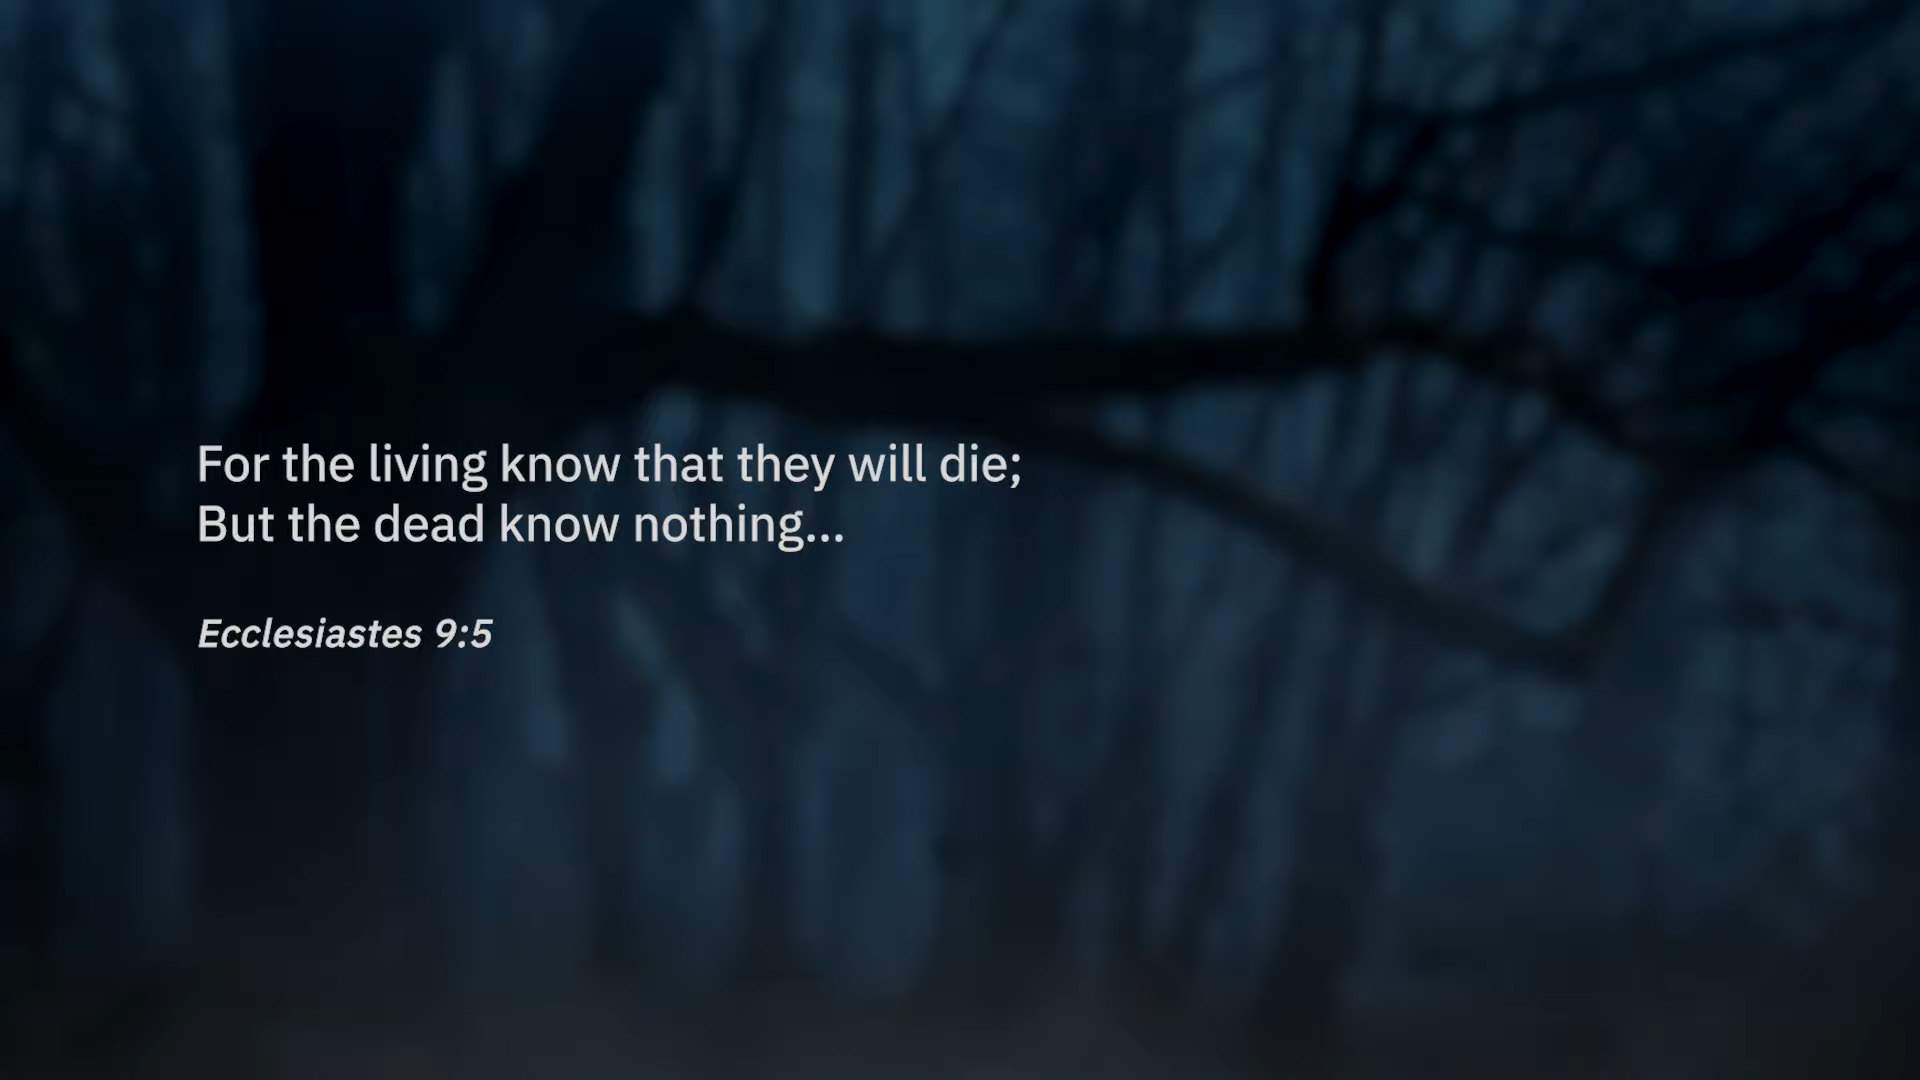 For the living know that they will die;
But the dead know nothing...
Ecclesiastes 9:5